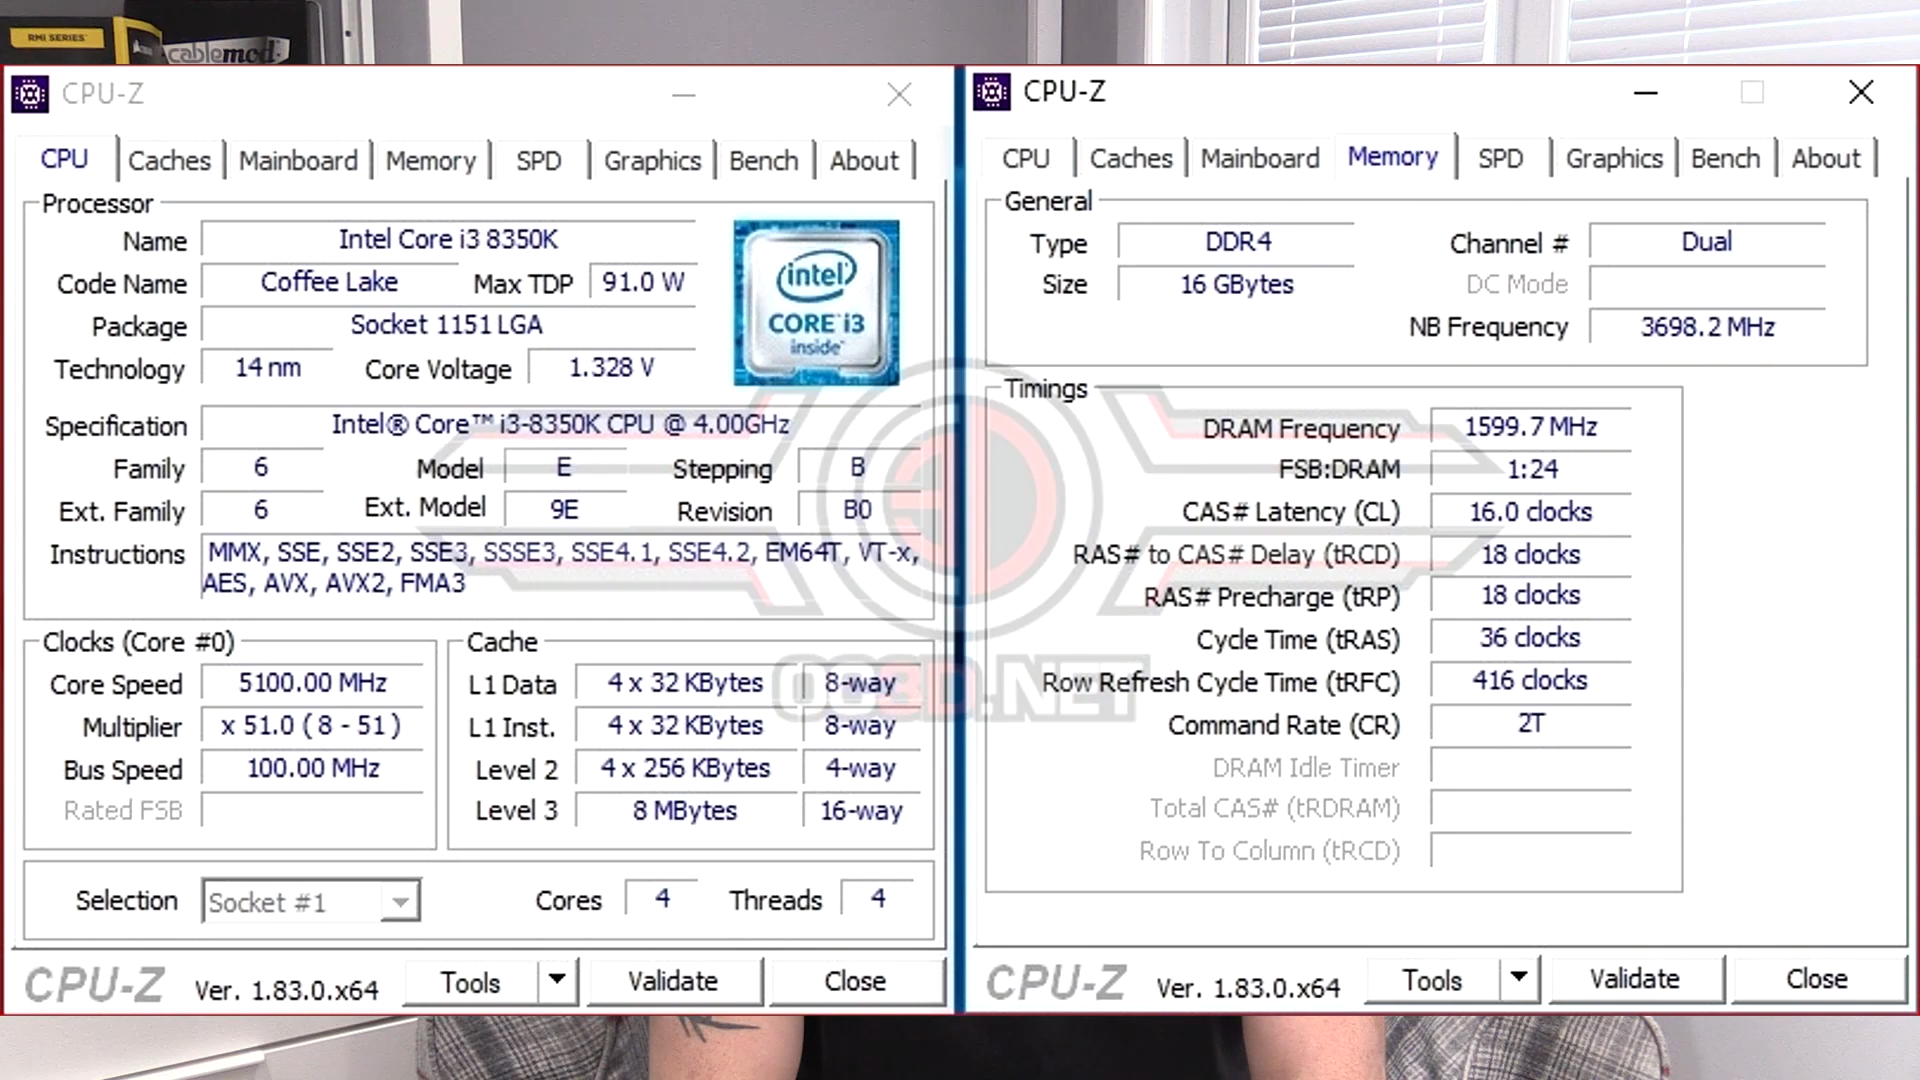 RMi SERIES
cablemod
CPU-Z
CPU Caches Mainboard Memory SPD Graphics Bench About
Processor
Name Intel Core i3 8350K
Code Name Coffee Lake Max TDP 91.0 W
Package Socket 1151 LGA
Technology 14 nm Core Voltage 1.328 V
intel
CORE i3
inside
Specification Intel® Core™ i3-8350K CPU @ 4.00GHz
Family 6 Model E Stepping B
Ext. Family 6 Ext. Model 9E Revision B0
Instructions MMX, SSE, SSE2, SSE3, SSSE3, SSE4.1, SSE4.2, EM64T, VT-x,
AES, AVX, AVX2, FMA3
Clocks (Core #0)
Core Speed 5100.00 MHz
Multiplier x 51.0 ( 8 - 51 )
Bus Speed 100.00 MHz
Rated FSB
Cache
L1 Data 4 x 32 KBytes 8-way
L1 Inst. 4 x 32 KBytes 8-way
Level 2 4 x 256 KBytes 4-way
Level 3 8 MBytes 16-way
Selection Socket #1 Cores 4 Threads 4
CPU-Z Ver. 1.83.0.x64 Tools Validate Close
CPU-Z
CPU Caches Mainboard Memory SPD Graphics Bench About
General
Type DDR4 Channel # Dual
Size 16 GBytes DC Mode
NB Frequency 3698.2 MHz
Timings
DRAM Frequency 1599.7 MHz
FSB:DRAM 1:24
CAS# Latency (CL) 16.0 clocks
RAS# to CAS# Delay (tRCD) 18 clocks
RAS# Precharge (tRP) 18 clocks
Cycle Time (tRAS) 36 clocks
Row Refresh Cycle Time (tRFC) 416 clocks
Command Rate (CR) 2T
DRAM Idle Timer
Total CAS# (tRDRAM)
Row To Column (tRCD)
CPU-Z Ver. 1.83.0.x64 Tools Validate Close
OC3D.NET